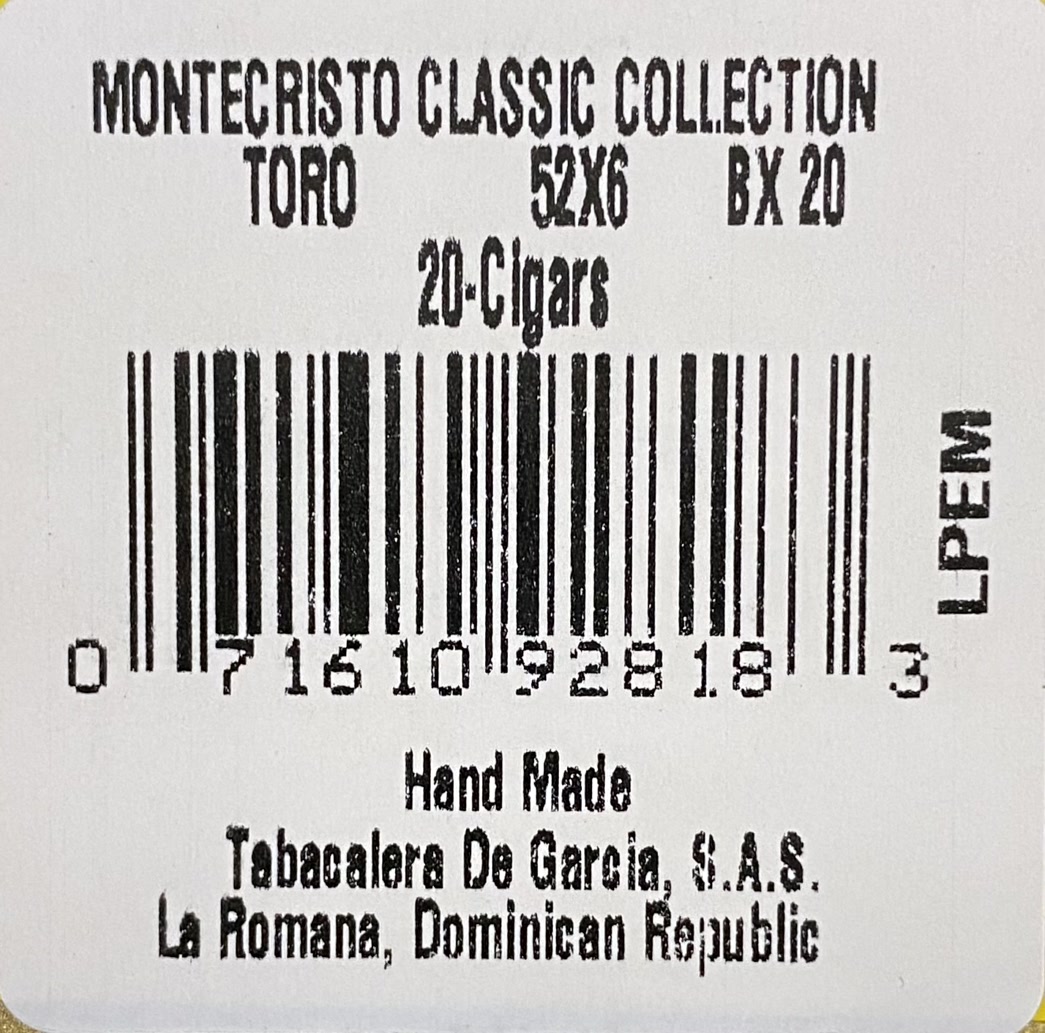 MONTECRISTO CLASSIC COLLECTION
TORO 52X6 BX 20
20-Cigars
LPEM
0 71610 92818 3
Hand Made
Tabacalera De Garcia, S.A.S.
La Romana, Dominican Republic